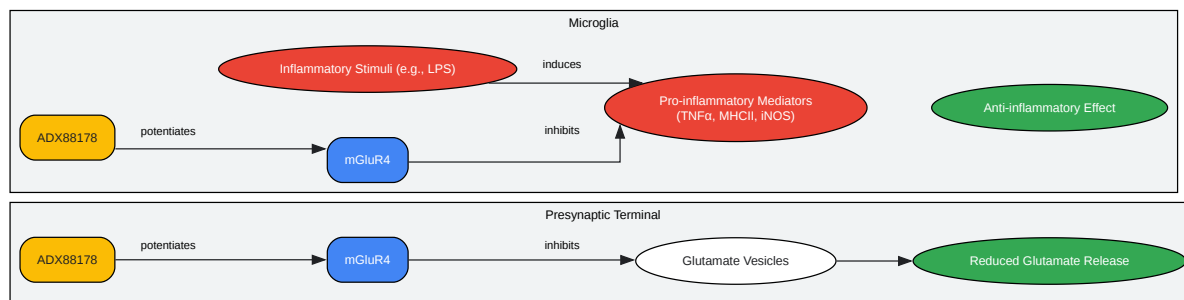 Microglia
Inflammatory Stimuli (e.g., LPS)
induces
Pro-inflammatory Mediators
(TNFα, MHCII, iNOS)
Anti-inflammatory Effect
ADX88178
potentiates
mGluR4
inhibits
Presynaptic Terminal
ADX88178
potentiates
mGluR4
inhibits
Glutamate Vesicles
Reduced Glutamate Release